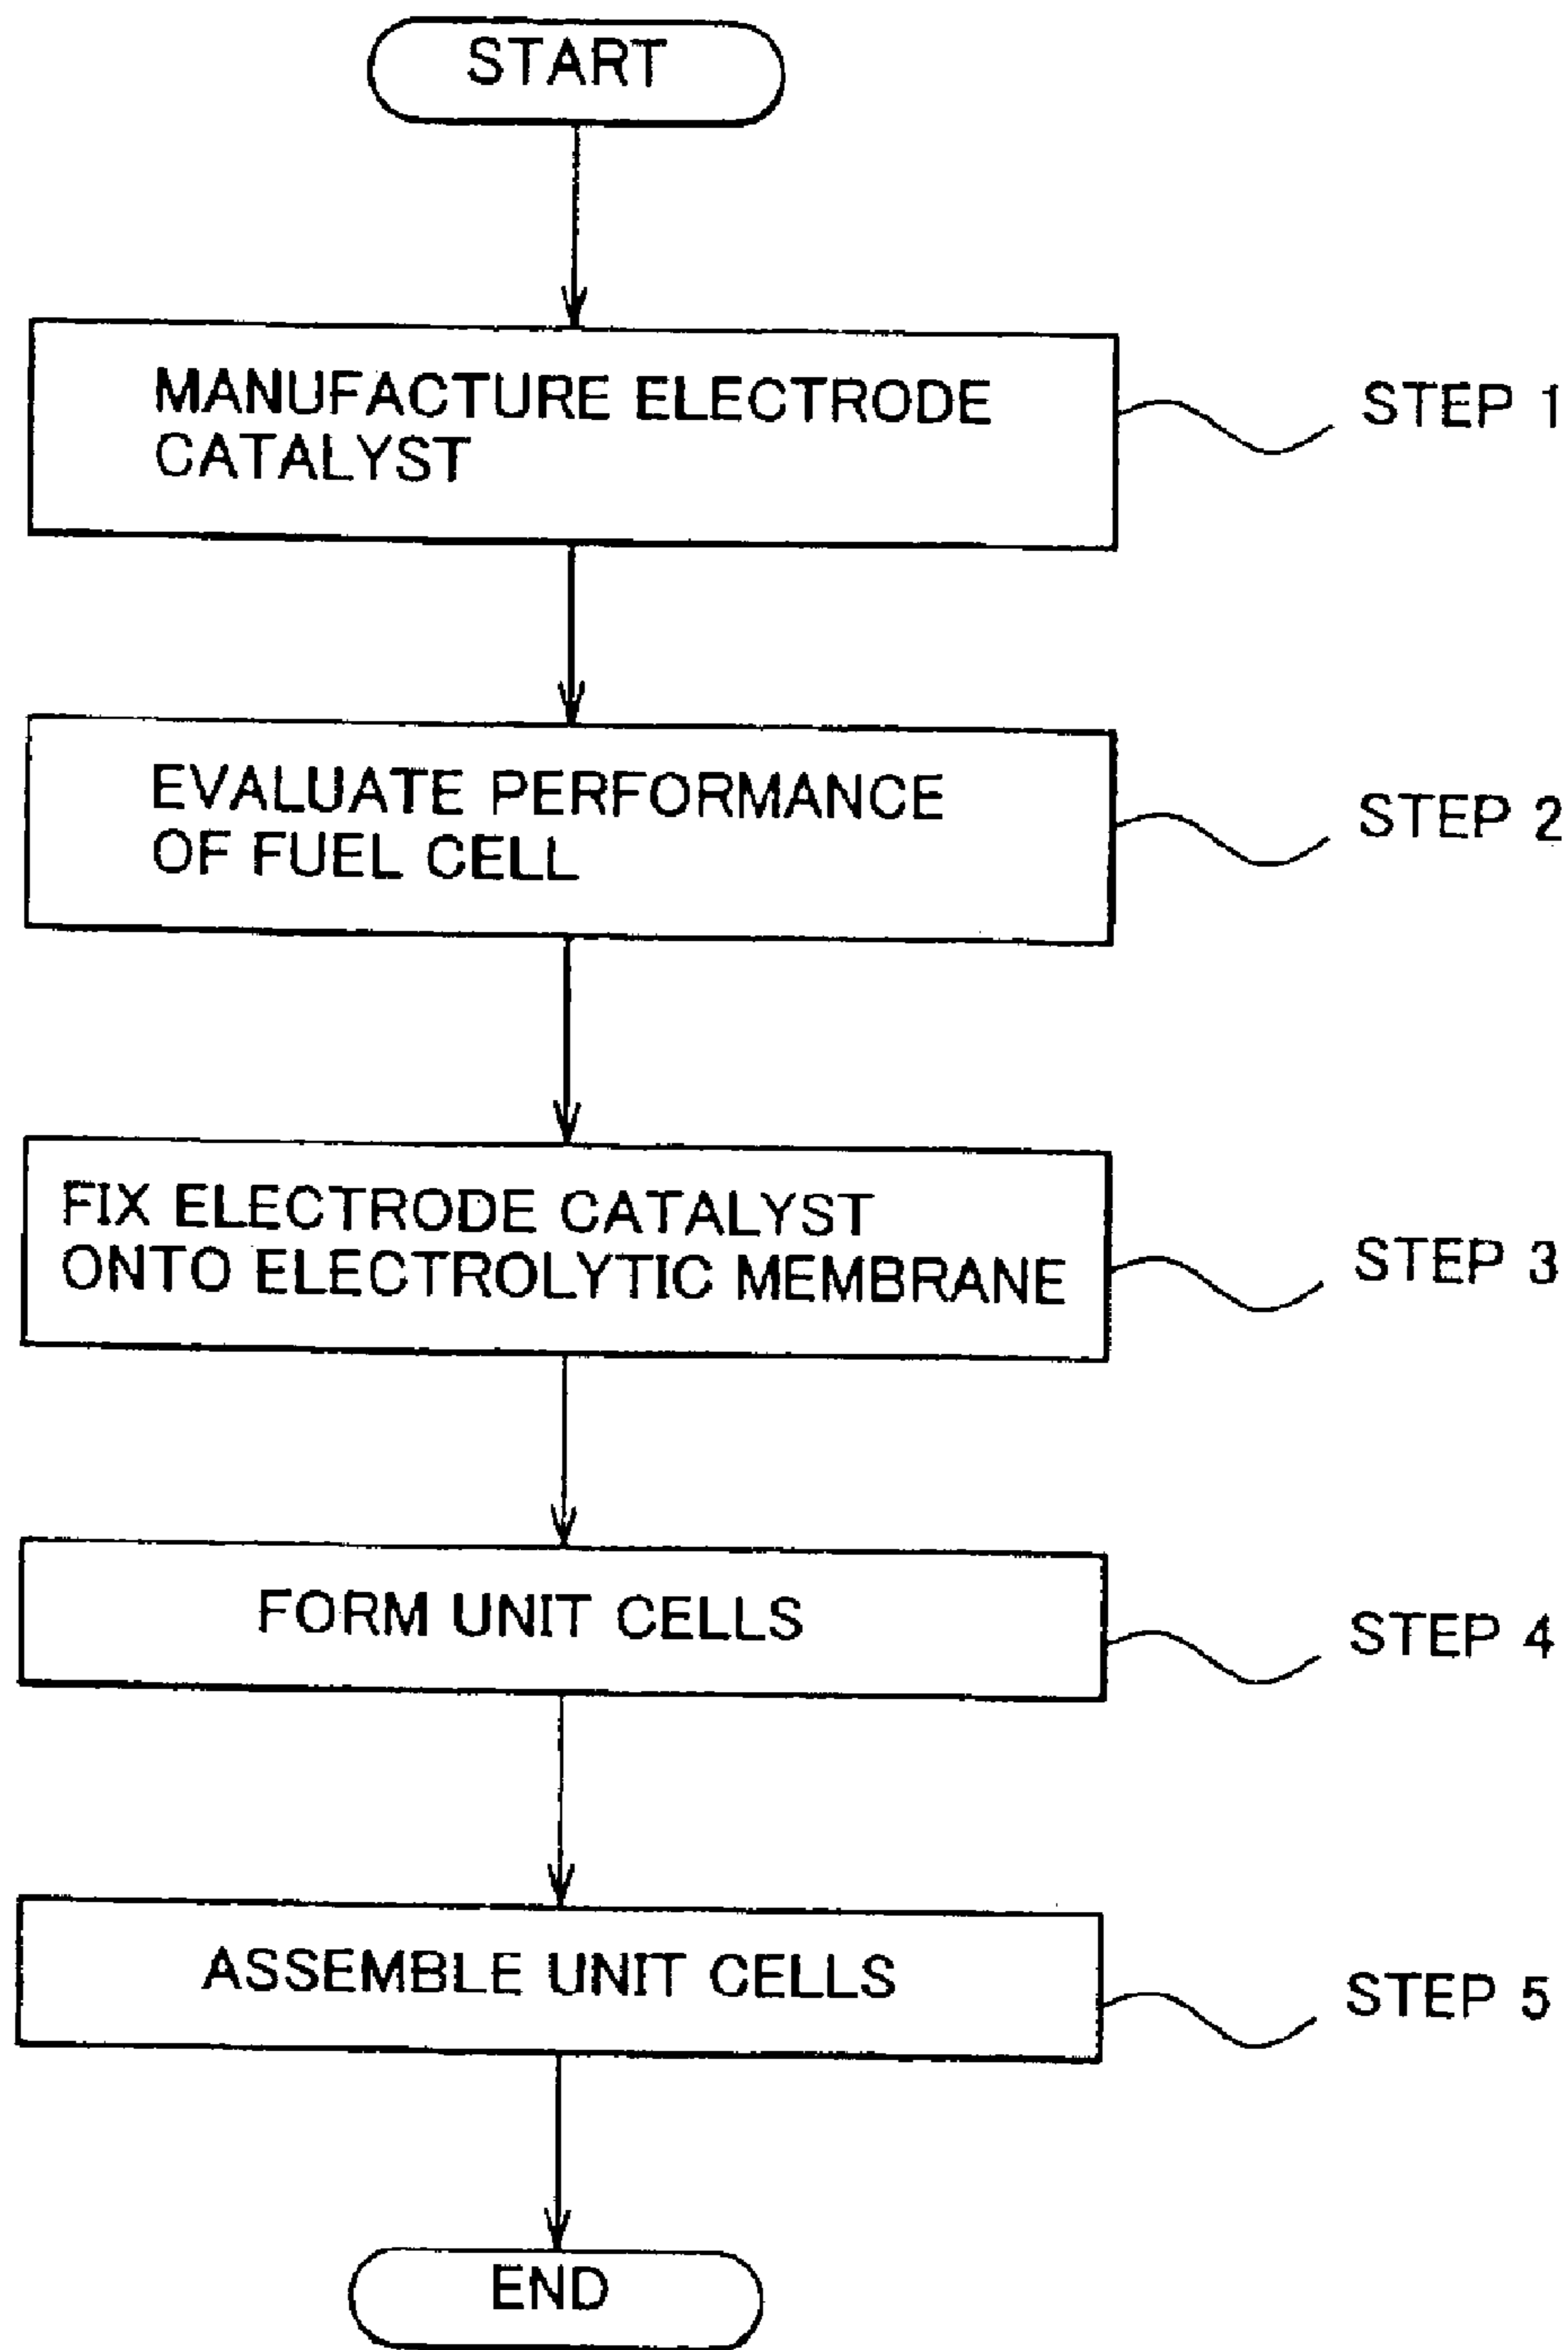 START
MANUFACTURE ELECTRODE
CATALYST
STEP 1
EVALUATE PERFORMANCE
OF FUEL CELL
STEP 2
FIX ELECTRODE CATALYST
ONTO ELECTROLYTIC MEMBRANE
STEP 3
FORM UNIT CELLS
STEP 4
ASSEMBLE UNIT CELLS
STEP 5
END